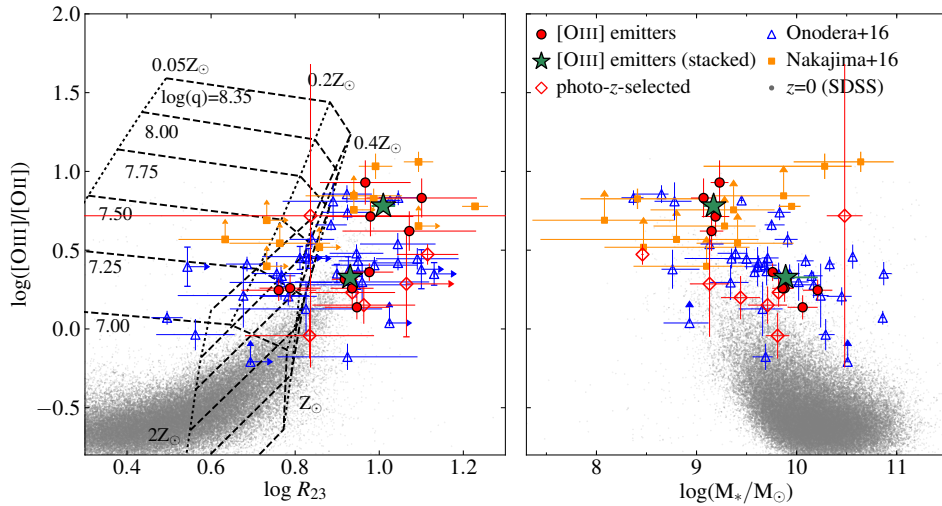 2.0
1.5
1.0
0.5
0.0
−0.5
log([OIII]/[OII])
0.4
0.6
0.8
1.0
1.2
log R23
0.05Z⊙
0.2Z⊙
log(q)=8.35
8.00
0.4Z⊙
7.75
7.50
7.25
7.00
Z⊙
2Z⊙
[OIII] emitters
[OIII] emitters (stacked)
photo-z-selected
Onodera+16
Nakajima+16
z=0 (SDSS)
8
9
10
11
log(M*/M⊙)